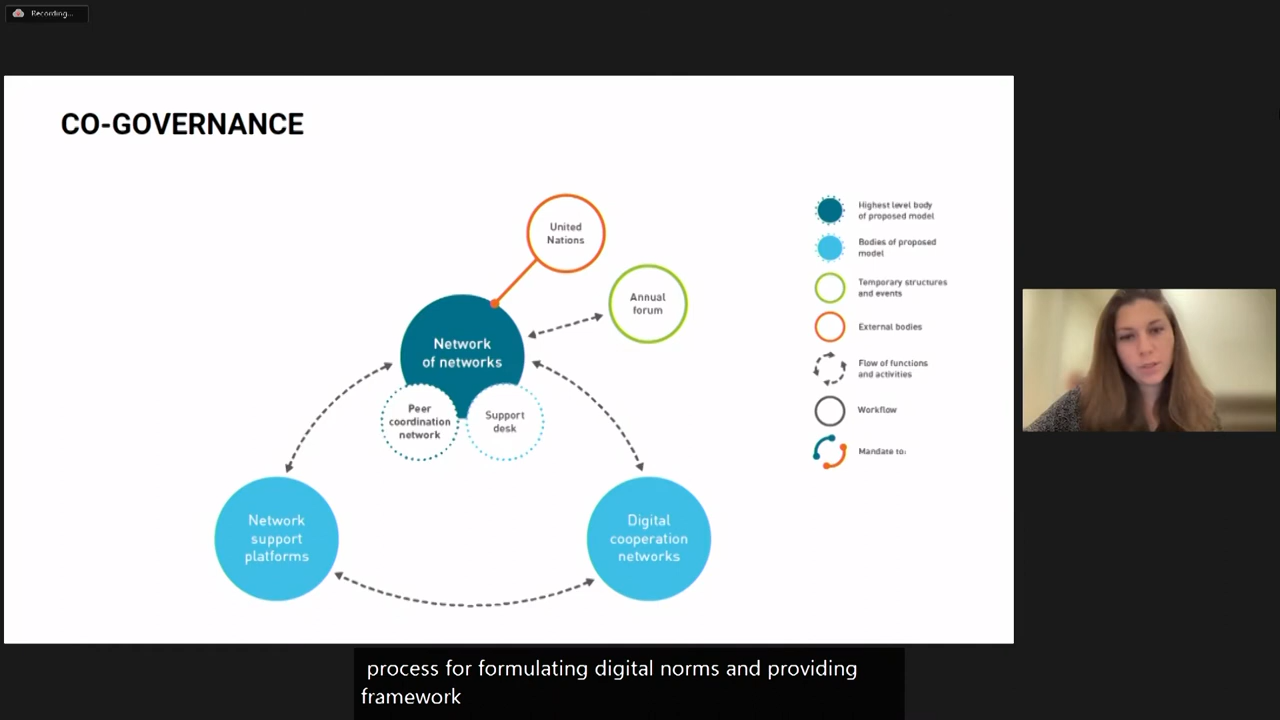 Recording...
CO-GOVERNANCE
United
Nations
Annual
forum
Network
of networks
Peer
coordination
network
Support
desk
Network
support
platforms
Digital
cooperation
networks
Highest level body
of proposed model
Bodies of proposed
model
Temporary structures
and events
External bodies
Flow of functions
and activities
Workflow
Mandate to:
process for formulating digital norms and providing
framework